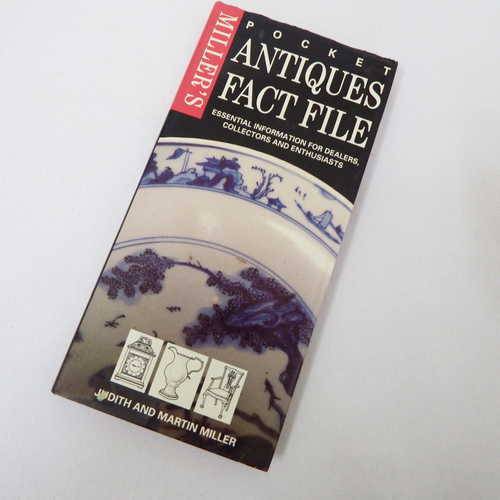 MILLER'S
POCKET
ANTIQUES
FACT FILE
ESSENTIAL INFORMATION FOR DEALERS,
COLLECTORS AND ENTHUSIASTS
JUDITH AND MARTIN MILLER